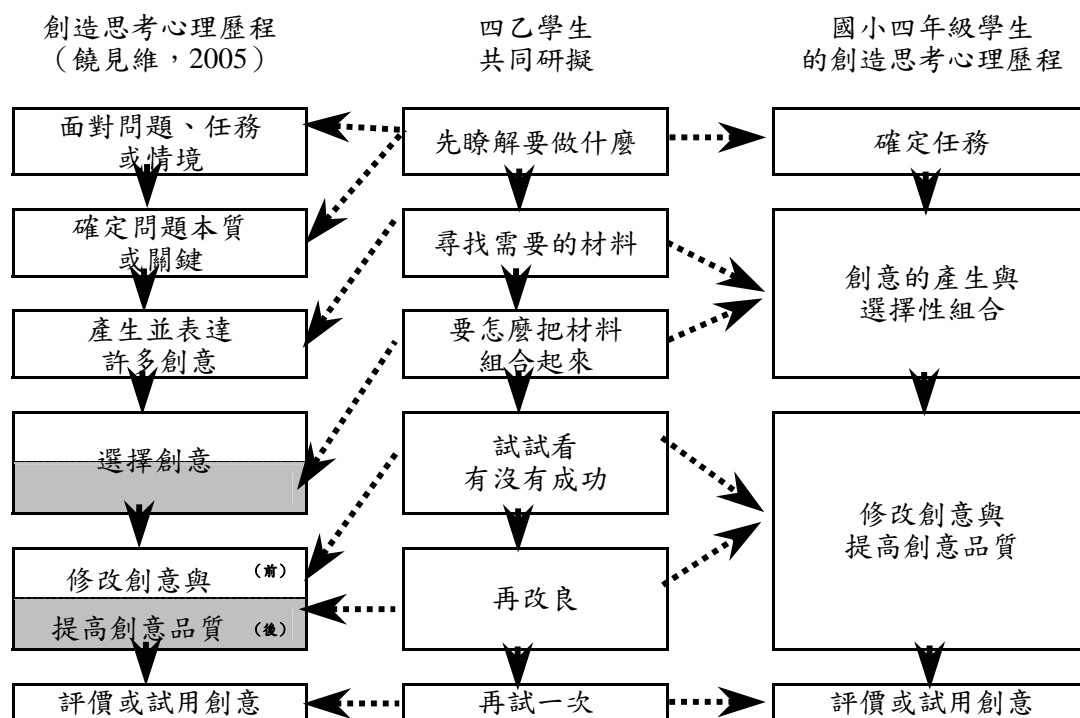 創造思考心理歷程
（饒見維，2005）
四乙學生
共同研擬
國小四年級學生
的創造思考心理歷程
面對問題、任務
或情境
先瞭解要做什麼
確定任務
確定問題本質
或關鍵
尋找需要的材料
創意的產生與
選擇性組合
產生並表達
許多創意
要怎麼把材料
組合起來
選擇創意
試試看
有沒有成功
修改創意與
提高創意品質
修改創意與 （前）
提高創意品質 （後）
再改良
評價或試用創意
再試一次
評價或試用創意